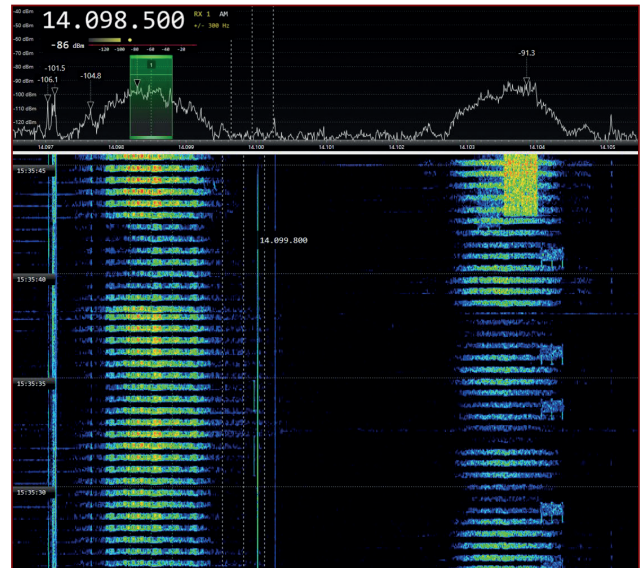 -40 dBm
14.098.500
RX 1 AM
+/- 300 Hz
-50 dBm
-86 dBm
-120 -100 -80 -60 -40 -20
-60 dBm
-70 dBm
1
-80 dBm
-101.5
-106.1
-104.8
-91.3
-90 dBm
-100 dBm
-110 dBm
-120 dBm
14.097 14.098 14.099 14.100 14.101 14.102 14.103 14.104 14.105
15:35:45
14.099.800
15:35:40
15:35:35
15:35:30